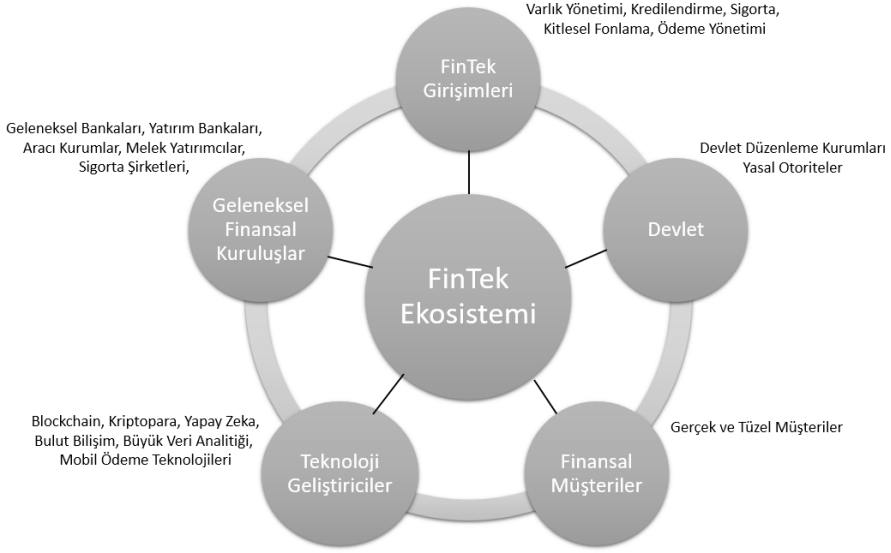 Varlık Yönetimi, Kredilendirme, Sigorta,
Kitlesel Fonlama, Ödeme Yönetimi
FinTek
Girişimleri
Geleneksel Bankaları, Yatırım Bankaları,
Aracı Kurumlar, Melek Yatırımcılar,
Sigorta Şirketleri,
Devlet Düzenleme Kurumları
Yasal Otoriteler
Geleneksel
Finansal
Kuruluşlar
Devlet
FinTek
Ekosistemi
Blockchain, Kriptopara, Yapay Zeka,
Bulut Bilişim, Büyük Veri Analitiği,
Mobil Ödeme Teknolojileri
Teknoloji
Geliştiriciler
Finansal
Müşteriler
Gerçek ve Tüzel Müşteriler